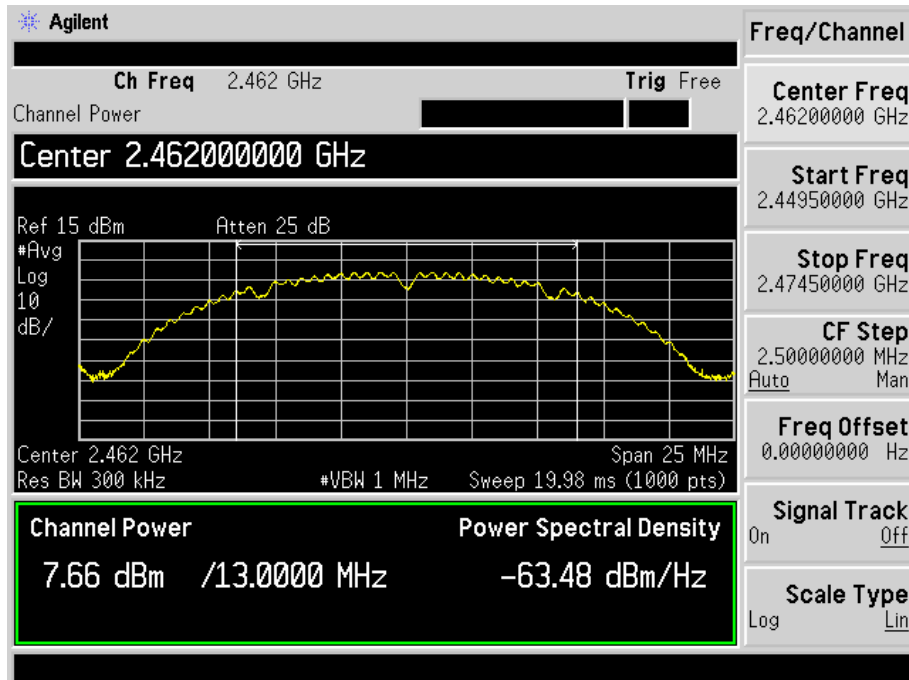 Agilent
Freq/Channel
Ch Freq 2.462 GHz Trig Free
Channel Power
Center 2.462000000 GHz
Ref 15 dBm Atten 25 dB
#Avg
Log
10
dB/
Center 2.462 GHz Span 25 MHz
Res BW 300 kHz #VBW 1 MHz Sweep 19.98 ms (1000 pts)
Channel Power Power Spectral Density
7.66 dBm /13.0000 MHz -63.48 dBm/Hz
Center Freq
2.46200000 GHz
Start Freq
2.44950000 GHz
Stop Freq
2.47450000 GHz
CF Step
2.50000000 MHz
Auto Man
Freq Offset
0.00000000 Hz
Signal Track
On Off
Scale Type
Log Lin